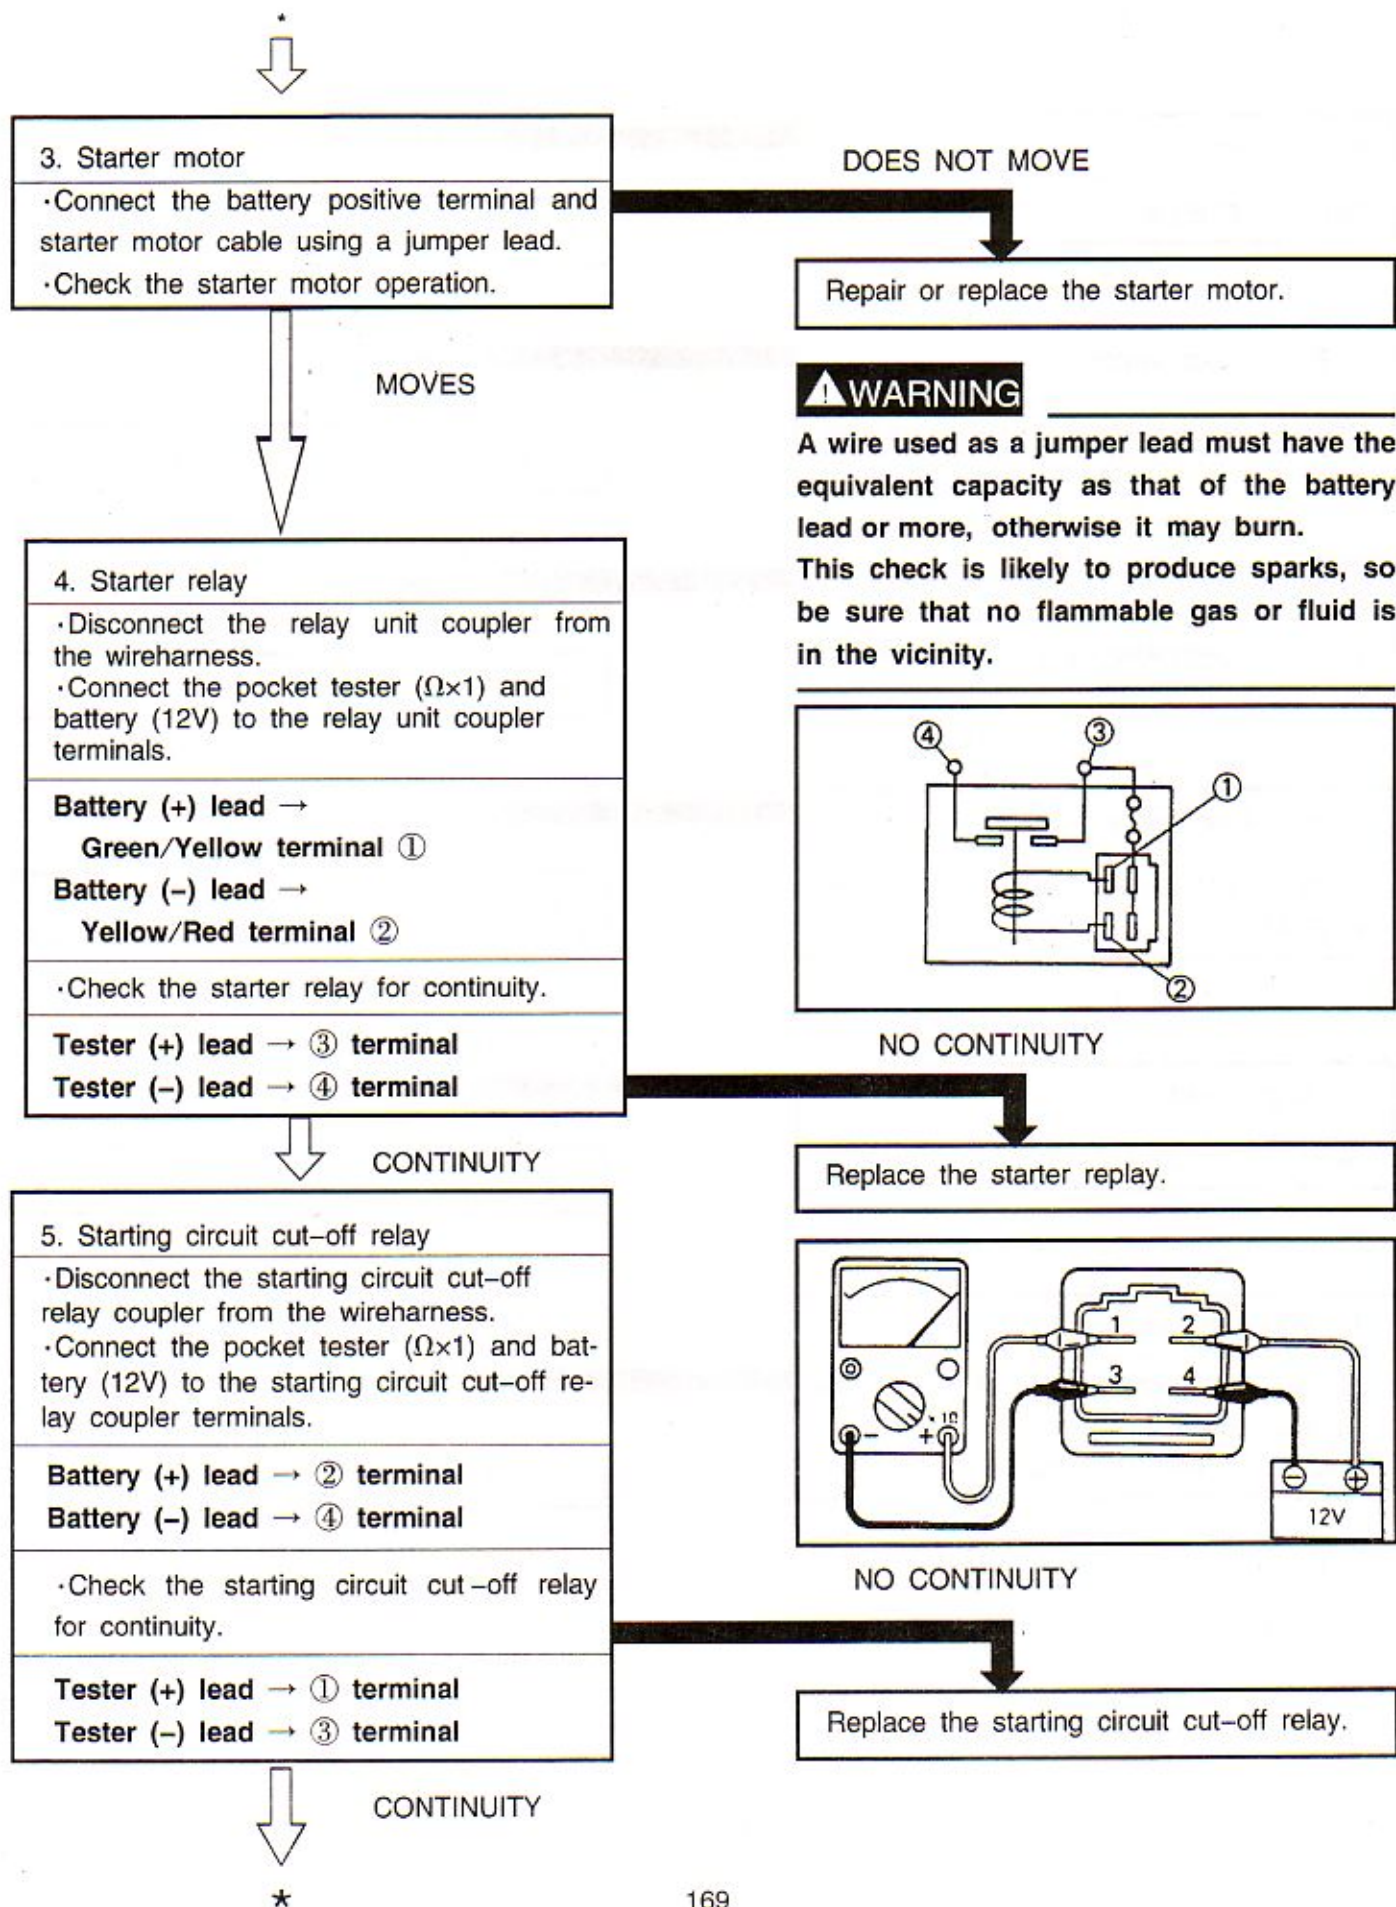 *
3. Starter motor
·Connect the battery positive terminal and
starter motor cable using a jumper lead.
·Check the starter motor operation.
DOES NOT MOVE
Repair or replace the starter motor.
MOVES
⚠WARNING
A wire used as a jumper lead must have the
equivalent capacity as that of the battery
lead or more, otherwise it may burn.
This check is likely to produce sparks, so
be sure that no flammable gas or fluid is
in the vicinity.
4. Starter relay
·Disconnect the relay unit coupler from
the wireharness.
·Connect the pocket tester (Ω×1) and
battery (12V) to the relay unit coupler
terminals.
Battery (+) lead →
Green/Yellow terminal ①
Battery (–) lead →
Yellow/Red terminal ②
·Check the starter relay for continuity.
Tester (+) lead → ③ terminal
Tester (–) lead → ④ terminal
④ ③
①
②
NO CONTINUITY
Replace the starter replay.
CONTINUITY
5. Starting circuit cut–off relay
·Disconnect the starting circuit cut–off
relay coupler from the wireharness.
·Connect the pocket tester (Ω×1) and bat-
tery (12V) to the starting circuit cut–off re-
lay coupler terminals.
Battery (+) lead → ② terminal
Battery (–) lead → ④ terminal
·Check the starting circuit cut–off relay
for continuity.
Tester (+) lead → ① terminal
Tester (–) lead → ③ terminal
1 2
3 4
× 1Ω
– +
– +
12V
NO CONTINUITY
Replace the starting circuit cut–off relay.
CONTINUITY
*
169